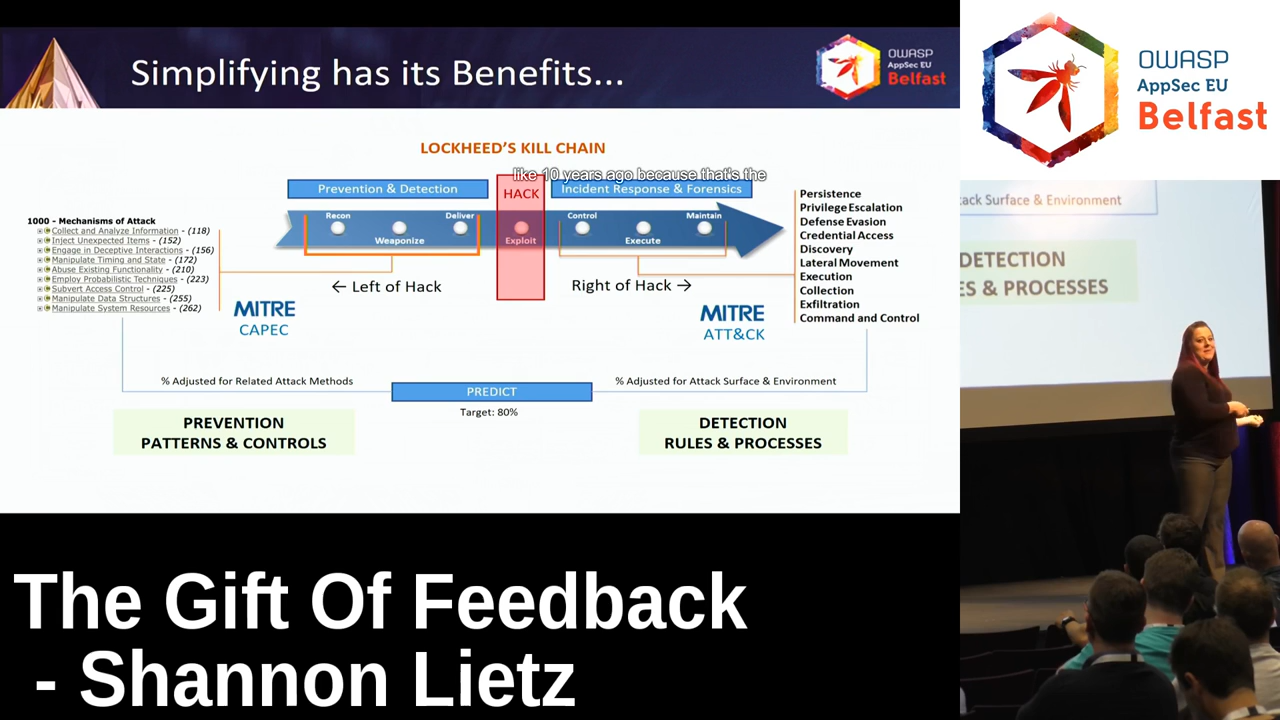 Simplifying has its Benefits...
OWASP
AppSec EU
Belfast
OWASP
AppSec EU
Belfast
LOCKHEED'S KILL CHAIN
like 10 years ago because that's the
Prevention & Detection
HACK
Incident Response & Forensics
Recon
Deliver
Control
Maintain
Weaponize
Exploit
Execute
1000 - Mechanisms of Attack
Collect and Analyze Information - (118)
Inject Unexpected Items - (152)
Engage in Deceptive Interactions - (156)
Manipulate Timing and State - (172)
Abuse Existing Functionality - (210)
Employ Probabilistic Techniques - (223)
Subvert Access Control - (225)
Manipulate Data Structures - (255)
Manipulate System Resources - (262)
← Left of Hack
Right of Hack →
MITRE
CAPEC
MITRE
ATT&CK
Persistence
Privilege Escalation
Defense Evasion
Credential Access
Discovery
Lateral Movement
Execution
Collection
Exfiltration
Command and Control
% Adjusted for Related Attack Methods
PREDICT
% Adjusted for Attack Surface & Environment
Target: 80%
PREVENTION
PATTERNS & CONTROLS
DETECTION
RULES & PROCESSES
tack Surface & Environment
DETECTION
ES & PROCESSES
The Gift Of Feedback
- Shannon Lietz